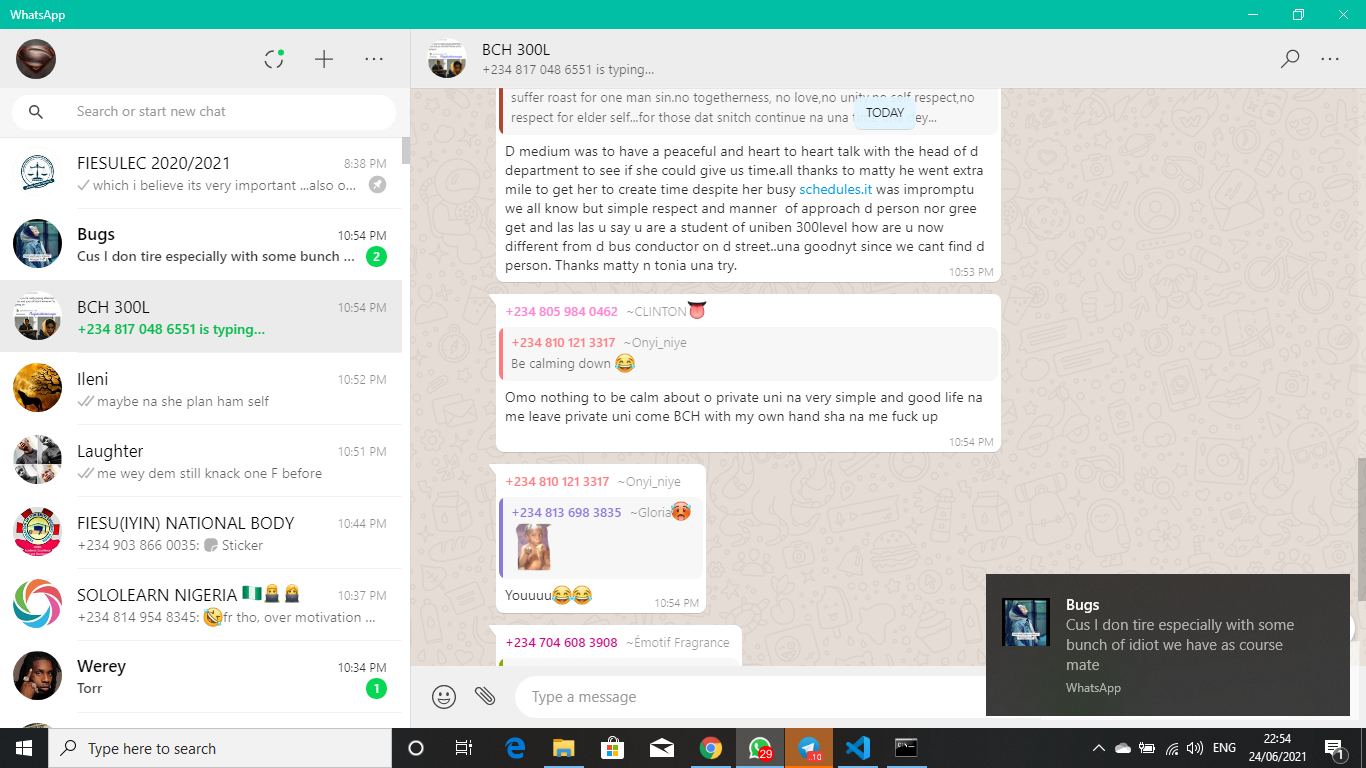 WhatsApp
Search or start new chat
FIESULEC 2020/2021
8:38 PM
which i believe its very important ...also o...
Bugs
10:54 PM
Cus I don tire especially with some bunch ...
2
BCH 300L
10:54 PM
+234 817 048 6551 is typing...
Ileni
10:52 PM
maybe na she plan ham self
Laughter
10:51 PM
me wey dem still knack one F before
FIESU(IYIN) NATIONAL BODY
10:44 PM
+234 903 866 0035: Sticker
SOLOLEARN NIGERIA
10:37 PM
+234 814 954 8345: 🤣fr tho, over motivation ...
Werey
10:34 PM
Torr
1
BCH 300L
+234 817 048 6551 is typing...
suffer roast for one man sin.no togetherness, no love,no unity,no self respect,no
respect for elder self...for those dat snitch continue na una
TODAY
D medium was to have a peaceful and heart to heart talk with the head of d
department to see if she could give us time.all thanks to matty he went extra
mile to get her to create time despite her busy schedules.it was impromptu
we all know but simple respect and manner  of approach d person nor gree
get and las las u say u are a student of uniben 300level how are u now
different from d bus conductor on d street..una goodnyt since we cant find d
person. Thanks matty n tonia una try.
10:53 PM
+234 805 984 0462 ~CLINTON👅
+234 810 121 3317 ~Onyi_niye
Be calming down 😂
Omo nothing to be calm about o private uni na very simple and good life na
me leave private uni come BCH with my own hand sha na me fuck up
10:54 PM
+234 810 121 3317 ~Onyi_niye
+234 813 698 3835 ~Gloria🥵
Youuuu😂😂
10:54 PM
+234 704 608 3908 ~Émotif Fragrance
Type a message
Bugs
Cus I don tire especially with some
bunch of idiot we have as course
mate
WhatsApp
Type here to search
29
..10
ENG
22:54
24/06/2021
1